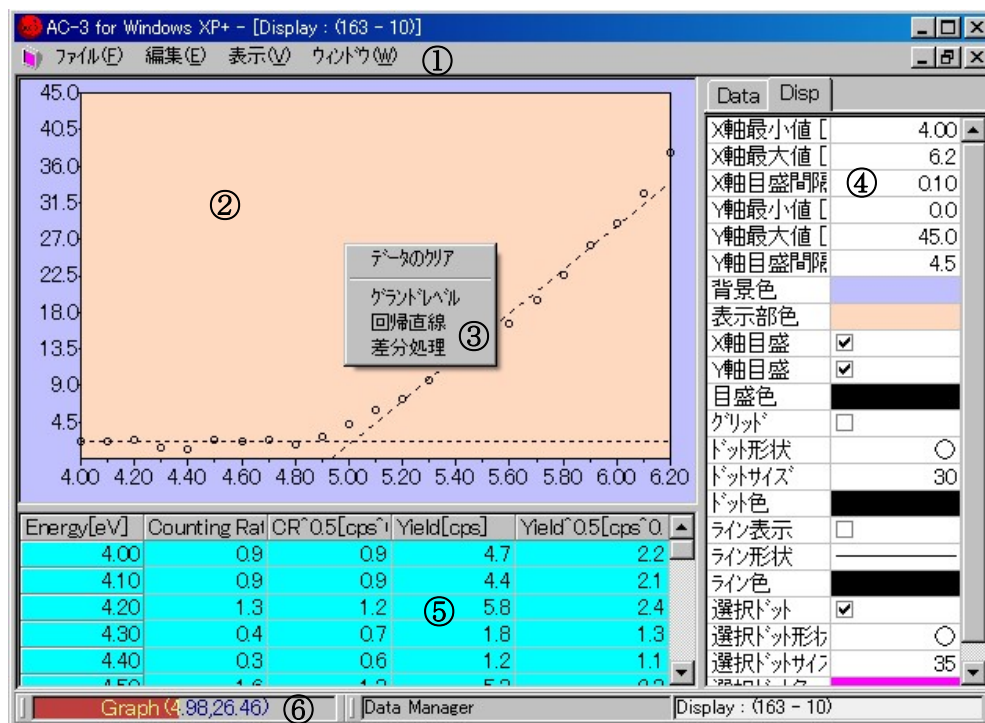 AC-3 for Windows XP+ - [Display : (163 - 10)]
ファイル(F) 編集(E) 表示(V) ウィンドウ(W) ①
45.0
40.5
36.0
31.5
27.0
22.5
18.0
13.5
9.0
4.5
4.00 4.20 4.40 4.60 4.80 5.00 5.20 5.40 5.60 5.80 6.00 6.20
②
データのクリア
グランドレベル
回帰直線
差分処理
③
Data Disp
X軸最小値 [ 4.00
X軸最大値 [ 6.2
X軸目盛間隔 0.10
④
Y軸最小値 [ 0.0
Y軸最大値 [ 45.0
Y軸目盛間隔 4.5
背景色
表示部色
X軸目盛
Y軸目盛
目盛色
グリッド
ドット形状
ドットサイズ 30
ドット色
ライン表示
ライン形状
ライン色
選択ドット
選択ドット形状
選択ドットサイズ 35
Energy[eV] Counting Rat CR^0.5[cps^ Yield[cps] Yield^0.5[cps^0.
4.00 0.9 0.9 4.7 2.2
4.10 0.9 0.9 4.4 2.1
4.20 1.3 1.2 5.8 2.4
4.30 0.4 0.7 1.8 1.3
4.40 0.3 0.6 1.2 1.1
⑤
Graph (4.98,26.46) ⑥ Data Manager Display : (163 - 10)